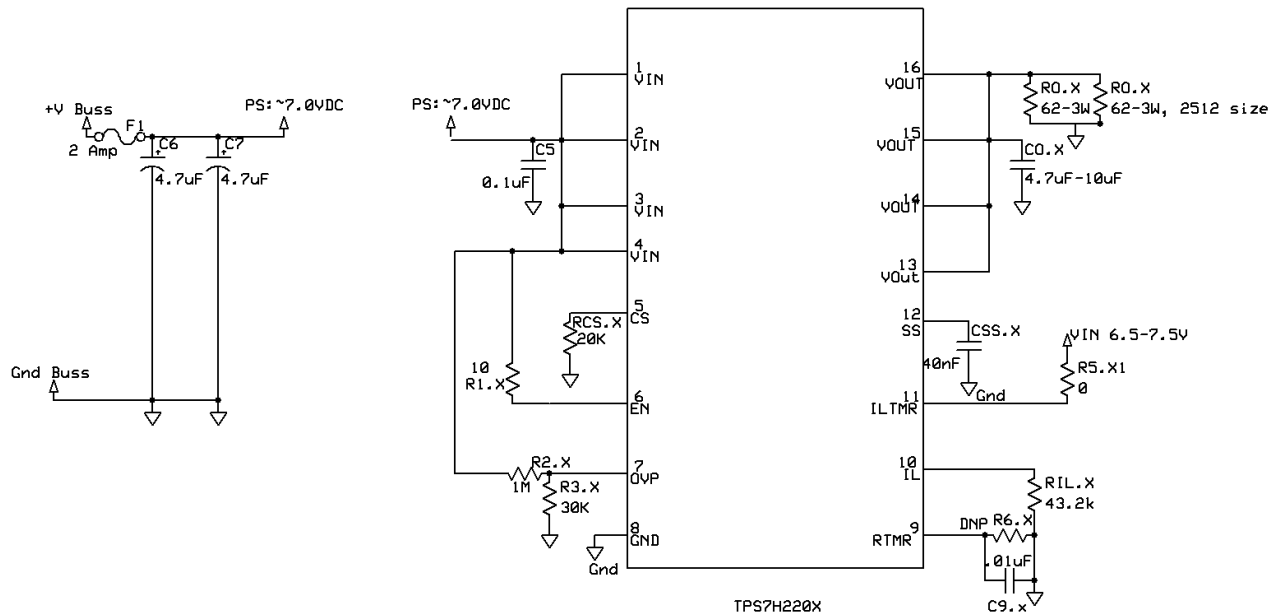 +V Buss
F1
2 Amp
PS:~7.0VDC
C6
C7
4.7uF
4.7uF
Gnd Buss
PS:~7.0VDC
C5
0.1uF
1
VIN
2
VIN
3
VIN
4
VIN
5
CS
RCS.X
20K
10
R1.X
6
EN
R2.X
7
OVP
1M
R3.X
30K
8
GND
Gnd
16
VOUT
RO.X
RO.X
62-3W
62-3W, 2512 size
15
VOUT
CO.X
4.7uF-10uF
14
VOUT
13
VOut
12
SS
CSS.X
40nF
Gnd
VIN 6.5-7.5V
R5.X1
0
11
ILTMR
10
IL
RIL.X
43.2k
DNP
R6.X
9
RTMR
.01uF
C9.x
TPS7H220X